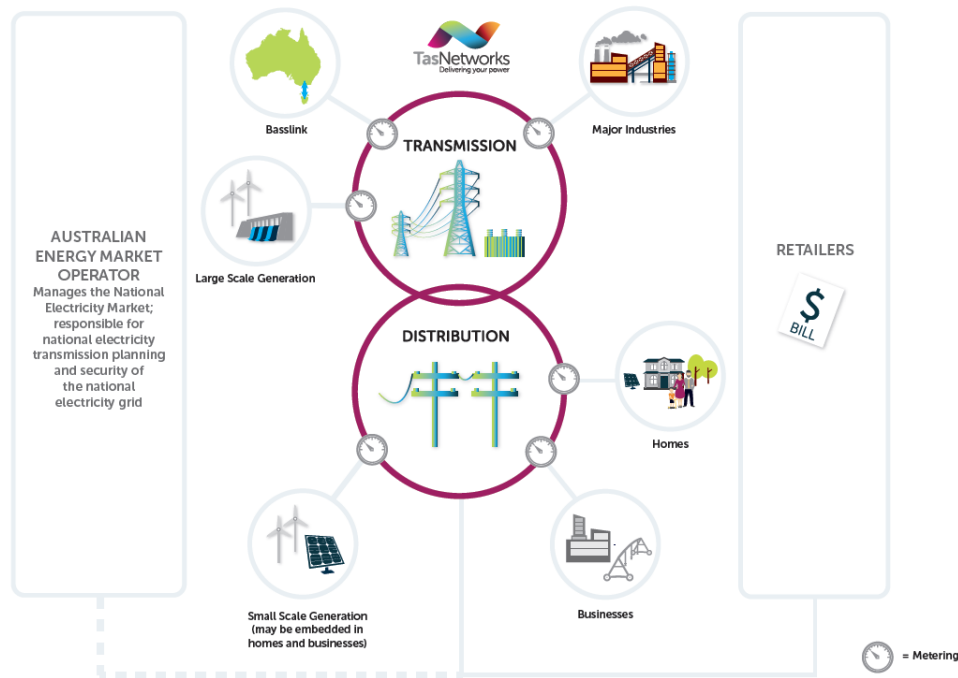 TasNetworks
Delivering your power
Basslink
Major Industries
TRANSMISSION
Large Scale Generation
AUSTRALIAN
ENERGY MARKET
OPERATOR
Manages the National
Electricity Market;
responsible for
national electricity
transmission planning
and security of
the national
electricity grid
RETAILERS
$
BILL
DISTRIBUTION
Homes
Small Scale Generation
(may be embedded in
homes and businesses)
Businesses
= Metering